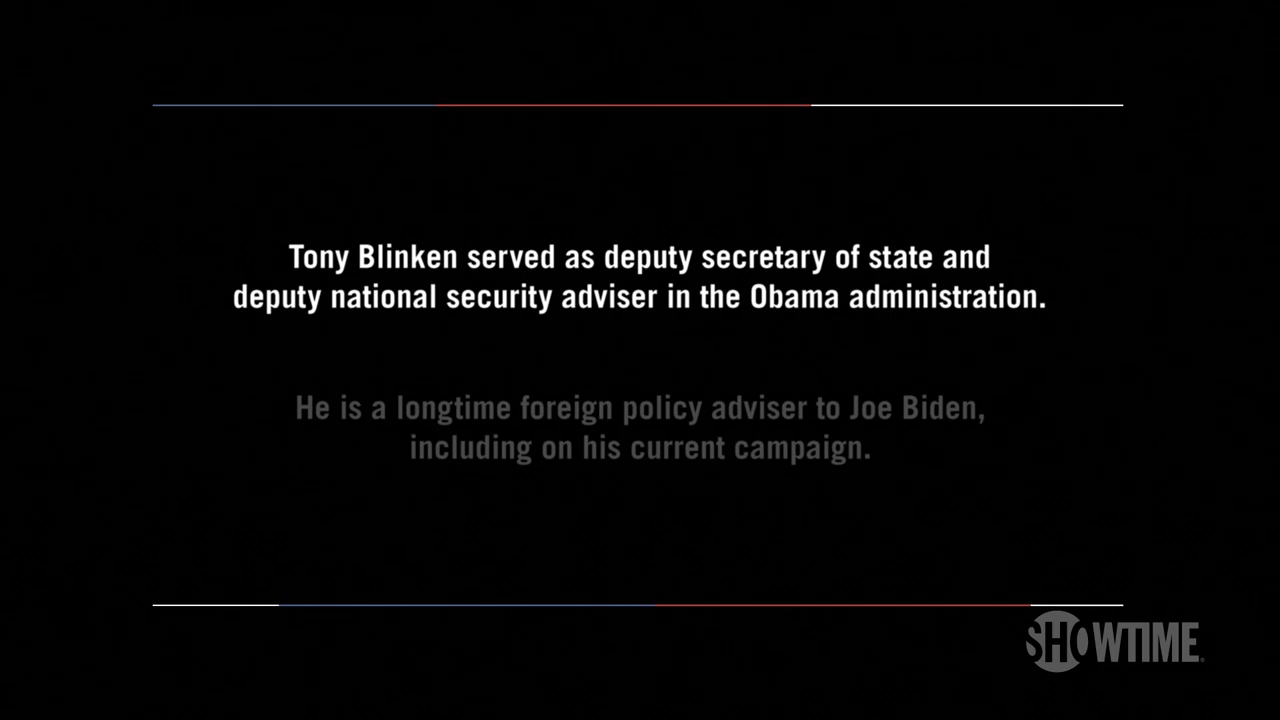 Tony Blinken served as deputy secretary of state and
deputy national security adviser in the Obama administration.
He is a longtime foreign policy adviser to Joe Biden,
including on his current campaign.
SHOWTIME